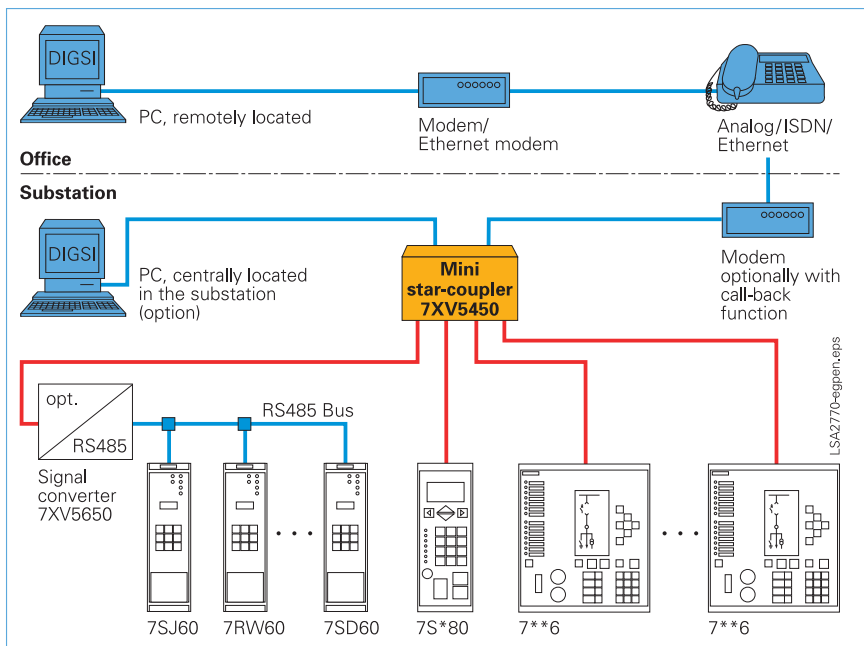 DIGSI
PC, remotely located
Modem/
Ethernet modem
Analog/ISDN/
Ethernet
Office
Substation
DIGSI
PC, centrally located
in the substation
(option)
Mini
star-coupler
7XV5450
Modem
optionally with
call-back
function
LSA2770-egpen.eps
opt.
RS485
RS485 Bus
Signal
converter
7XV5650
7SJ60
7RW60
7SD60
7S*80
7**6
7**6